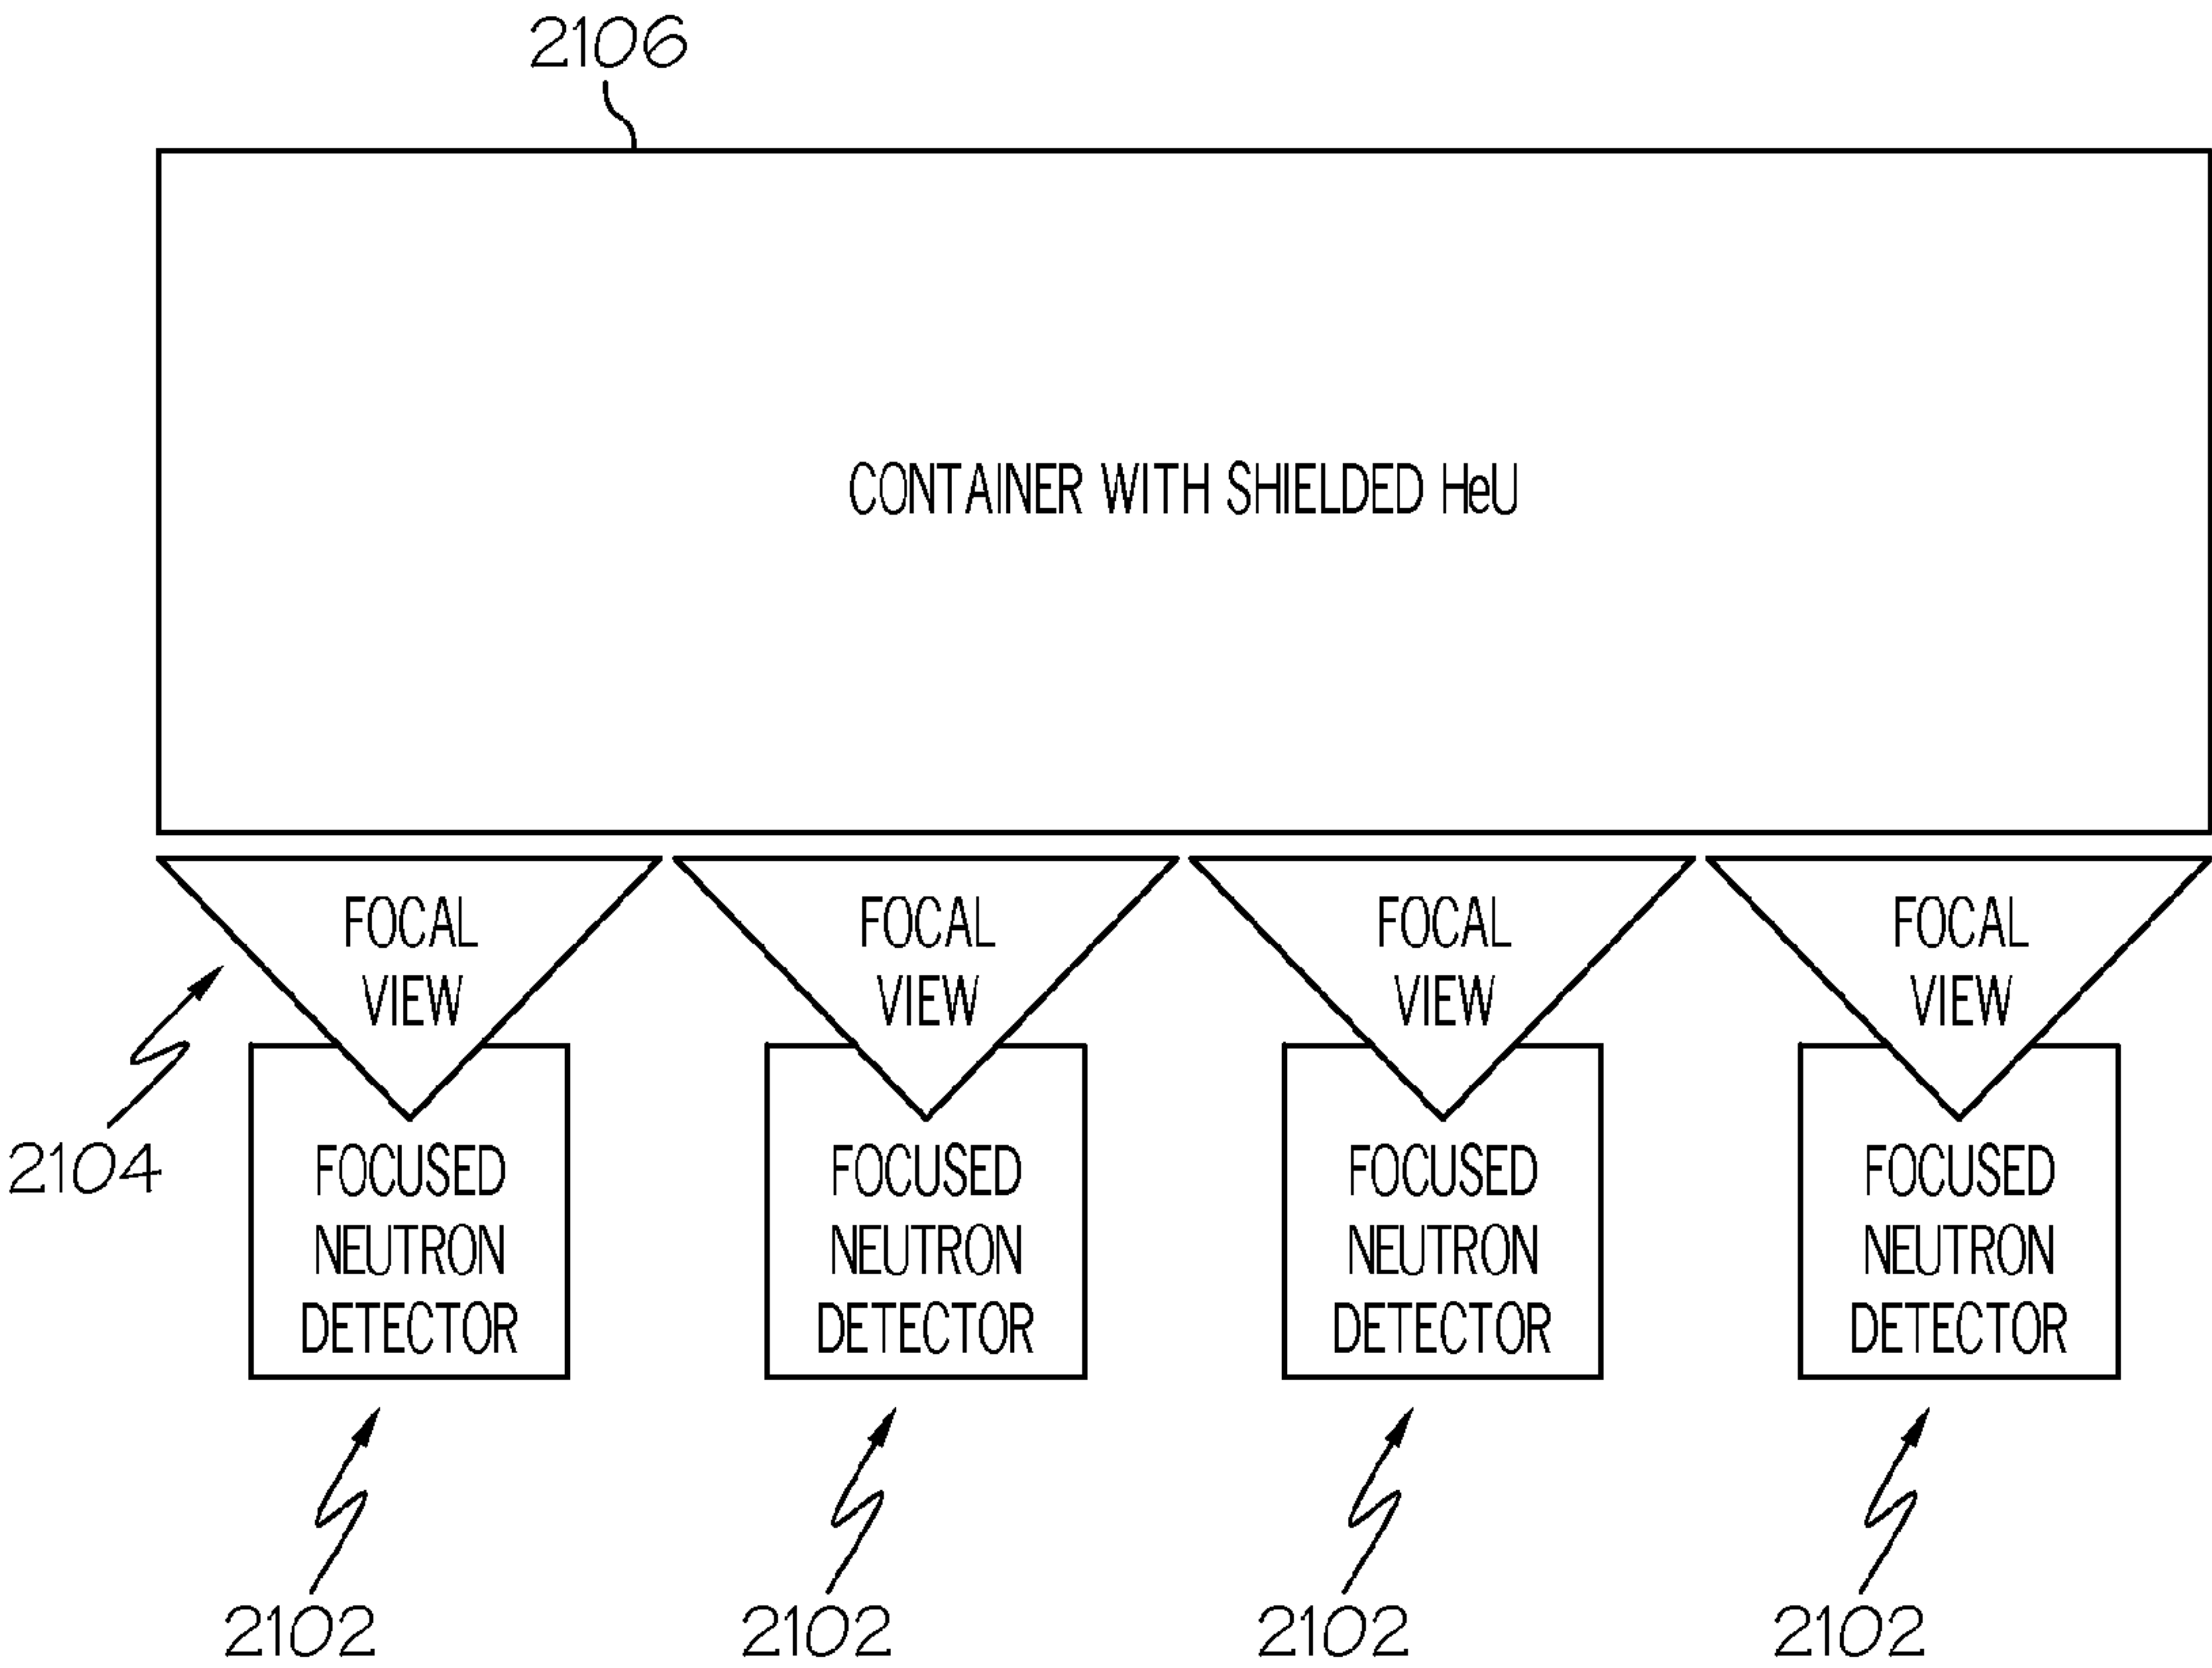 2106
CONTAINER WITH SHIELDED HeU
FOCAL
VIEW
FOCAL
VIEW
FOCAL
VIEW
FOCAL
VIEW
2104
FOCUSED
NEUTRON
DETECTOR
FOCUSED
NEUTRON
DETECTOR
FOCUSED
NEUTRON
DETECTOR
FOCUSED
NEUTRON
DETECTOR
2102
2102
2102
2102